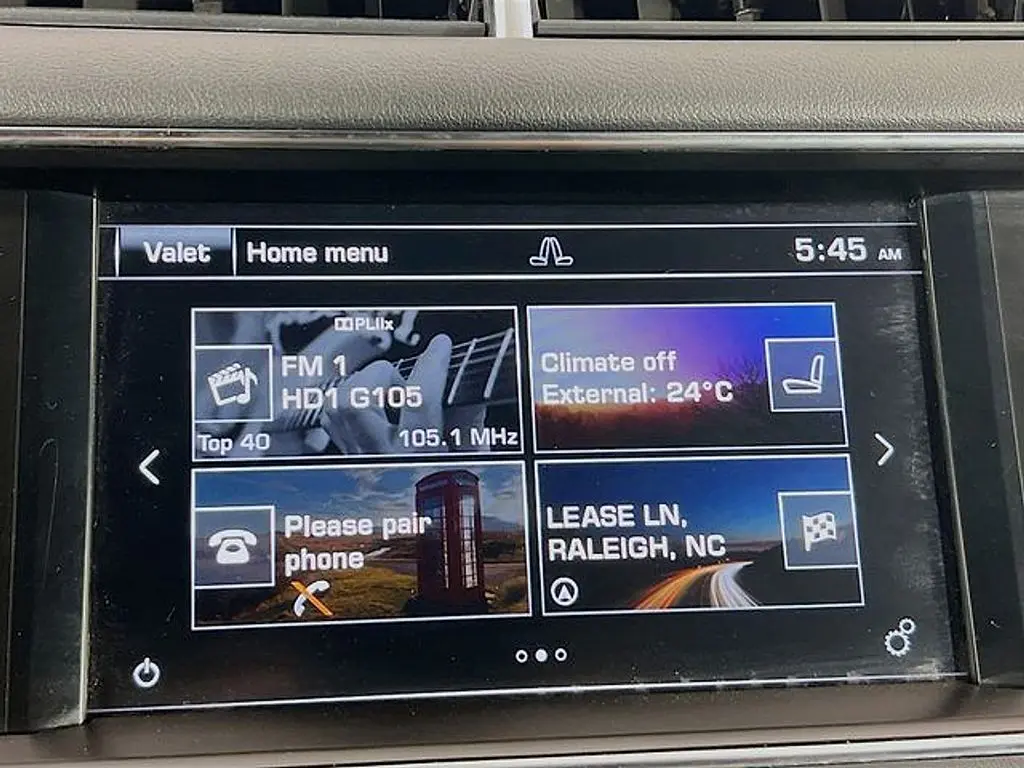 Valet
Home menu
5:45 AM
PLIIx
FM 1
HD1 G105
Top 40
105.1 MHz
Climate off
External: 24°C
Please pair
phone
LEASE LN,
RALEIGH, NC